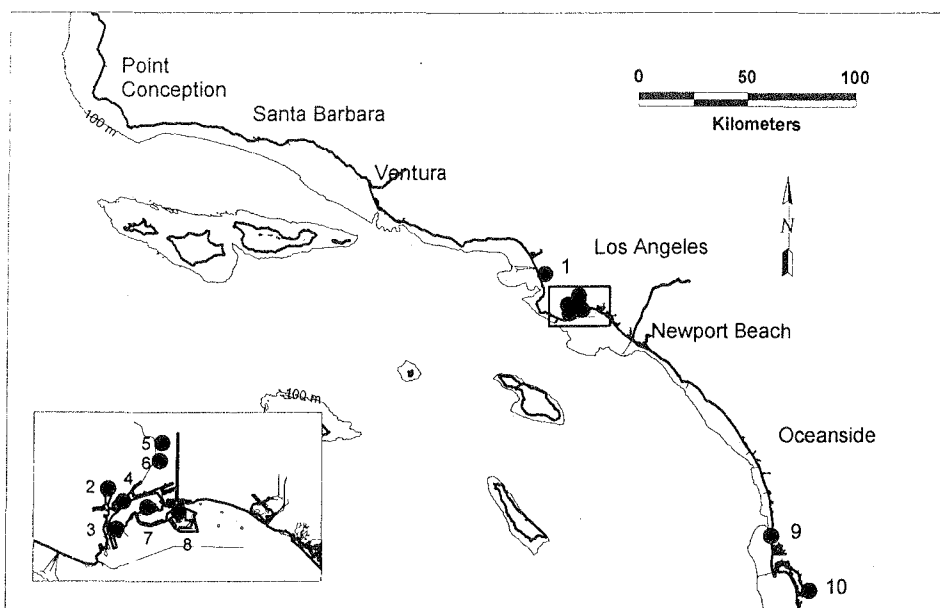 Point
Conception
100 m
Santa Barbara
Ventura
0 50 100
Kilometers
N
Los Angeles
1
Newport Beach
100 m
Oceanside
5
6
2
4
3
7
8
9
10